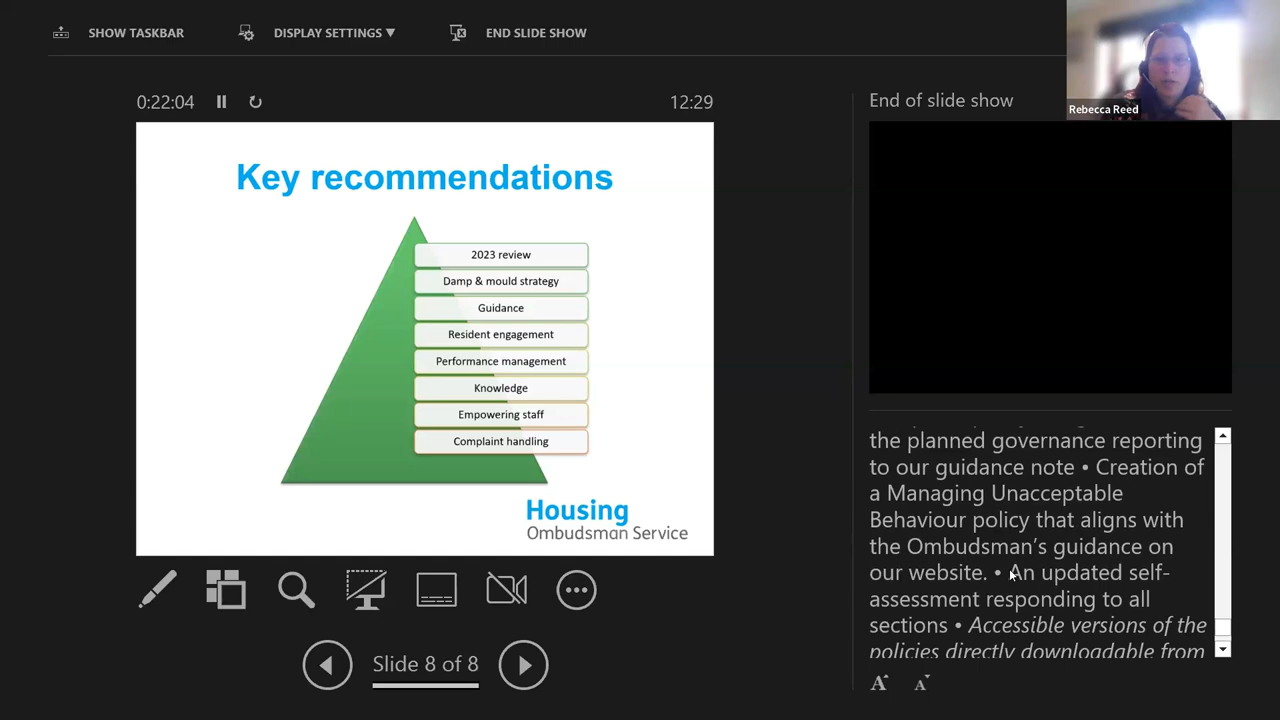 SHOW TASKBAR
DISPLAY SETTINGS ▼
END SLIDE SHOW
Rebecca Reed
0:22:04
12:29
End of slide show
Key recommendations
2023 review
Damp & mould strategy
Guidance
Resident engagement
Performance management
Knowledge
Empowering staff
Complaint handling
Housing
Ombudsman Service
the planned governance reporting
to our guidance note • Creation of
a Managing Unacceptable
Behaviour policy that aligns with
the Ombudsman's guidance on
our website. • An updated self-
assessment responding to all
sections • Accessible versions of the
policies directly downloadable from
Slide 8 of 8
A A